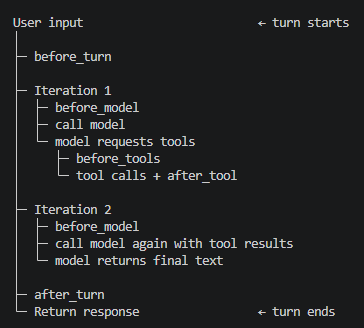 User input ← turn starts
before_turn
Iteration 1
before_model
call model
model requests tools
before_tools
tool calls + after_tool
Iteration 2
before_model
call model again with tool results
model returns final text
after_turn
Return response ← turn ends